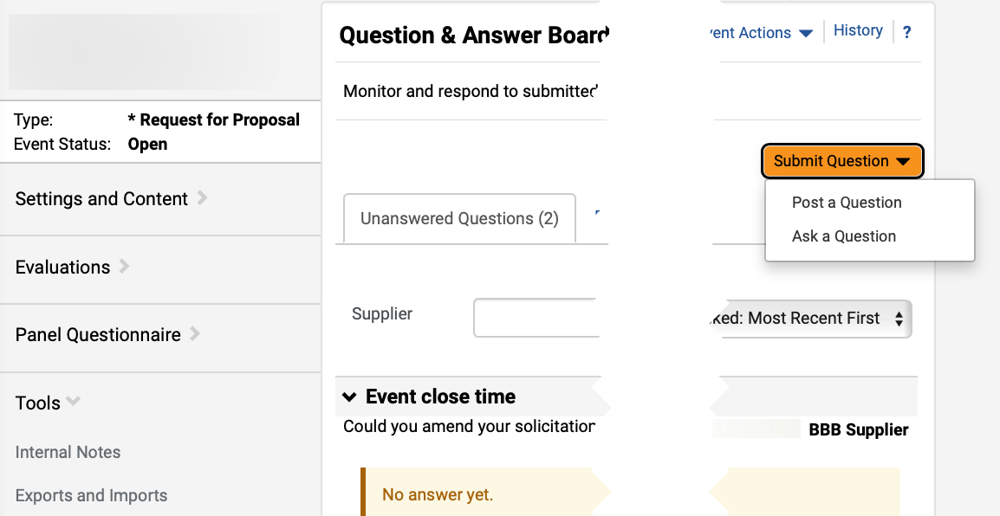 Question & Answer Board
Actions
History
?
Monitor and respond to submitted
Type: * Request for Proposal
Event Status: Open
Submit Question
Post a Question
Ask a Question
Settings and Content
Unanswered Questions (2)
Evaluations
Supplier
Most Recent First
Panel Questionnaire
Event close time
Tools
Could you amend your solicitation
BBB Supplier
Internal Notes
No answer yet.
Exports and Imports